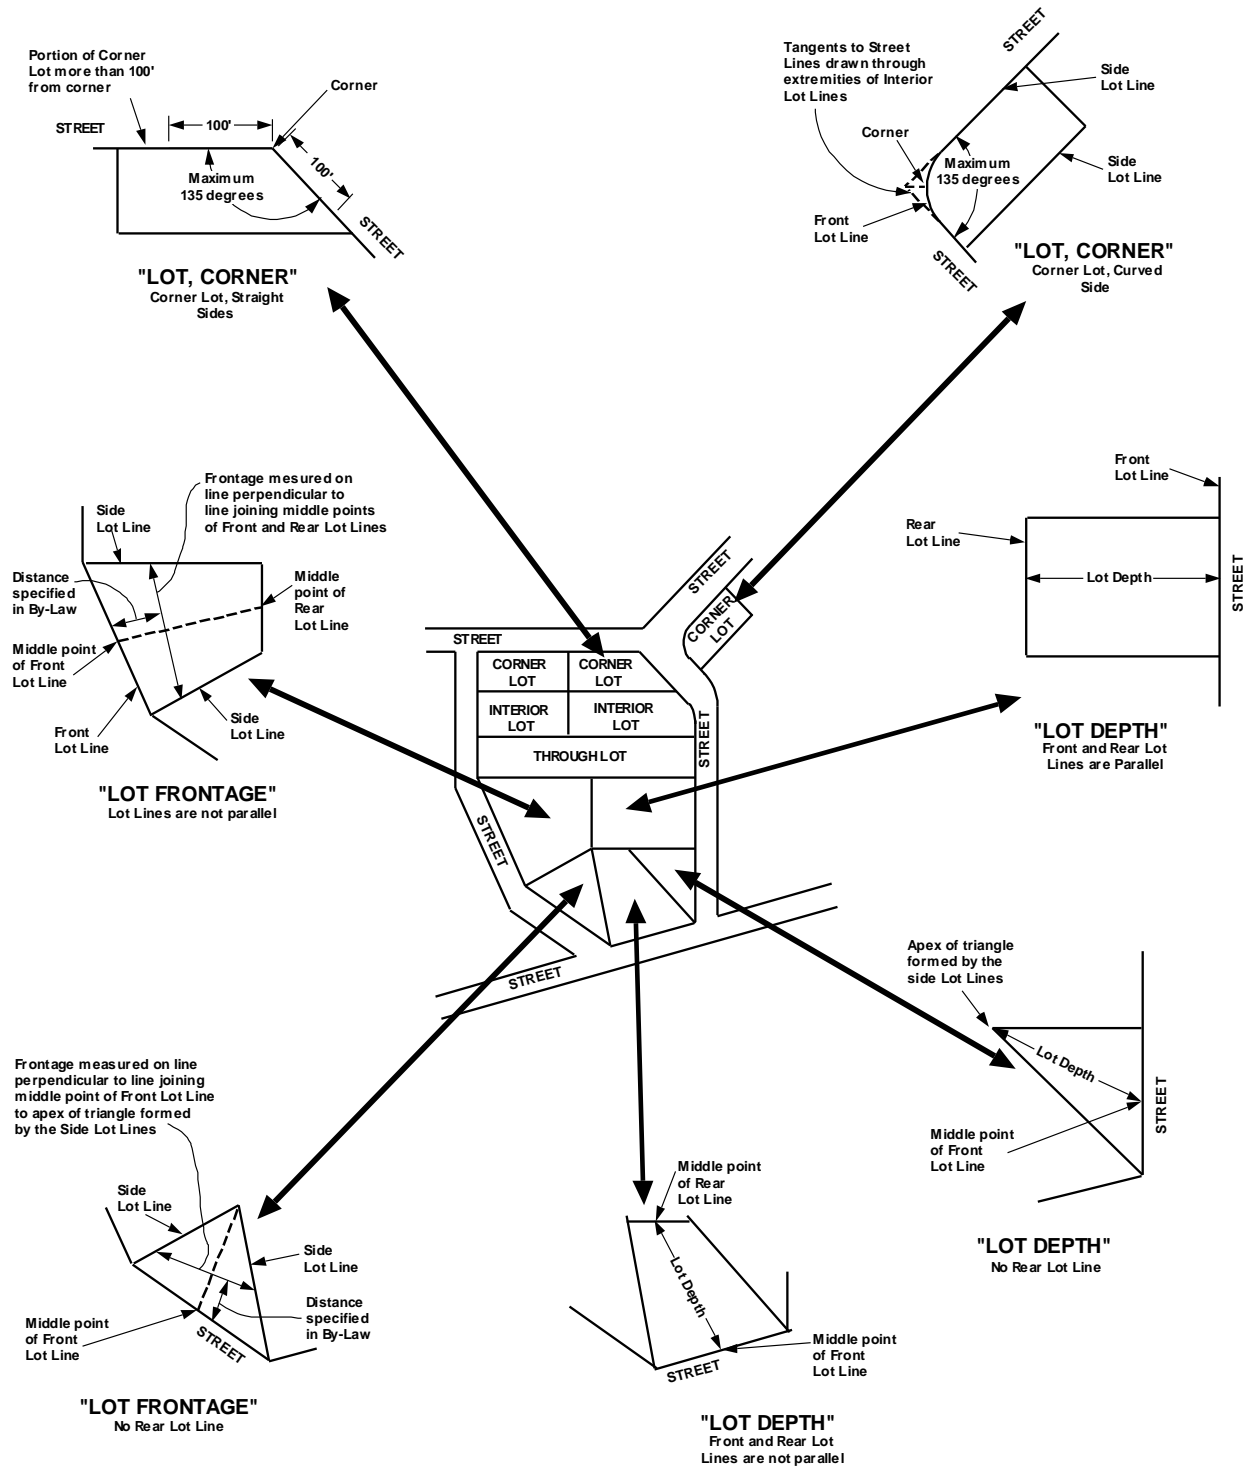 Portion of Corner
Lot more than 100'
from corner
Corner
STREET
100'
100'
Maximum
135 degrees
STREET
"LOT, CORNER"
Corner Lot, Straight
Sides
STREET
Tangents to Street
Lines drawn through
extremities of Interior
Lot Lines
Side
Lot Line
Corner
Maximum
135 degrees
Side
Lot Line
Front
Lot Line
STREET
"LOT, CORNER"
Corner Lot, Curved
Side
Frontage mesured on
line perpendicular to
line joining middle points
of Front and Rear Lot Lines
Side
Lot Line
Distance
specified
in By-Law
Middle
point of
Rear
Lot Line
Middle point
of Front
Lot Line
Front
Lot Line
Side
Lot Line
"LOT FRONTAGE"
Lot Lines are not parallel
Front
Lot Line
Rear
Lot Line
Lot Depth
STREET
"LOT DEPTH"
Front and Rear Lot
Lines are Parallel
STREET
STREET
CORNER
LOT
CORNER
LOT
CORNER
LOT
INTERIOR
LOT
INTERIOR
LOT
STREET
THROUGH LOT
STREET
STREET
Apex of triangle
formed by the
side Lot Lines
Lot Depth
STREET
Middle point
of Front
Lot Line
"LOT DEPTH"
No Rear Lot Line
Frontage measured on line
perpendicular to line joining
middle point of Front Lot Line
to apex of triangle formed
by the Side Lot Lines
Side
Lot Line
Side
Lot Line
Distance
specified
in By-Law
Middle point
of Front
Lot Line
STREET
"LOT FRONTAGE"
No Rear Lot Line
Middle point
of Rear
Lot Line
Lot Depth
Middle point
of Front
Lot Line
STREET
"LOT DEPTH"
Front and Rear Lot
Lines are not parallel